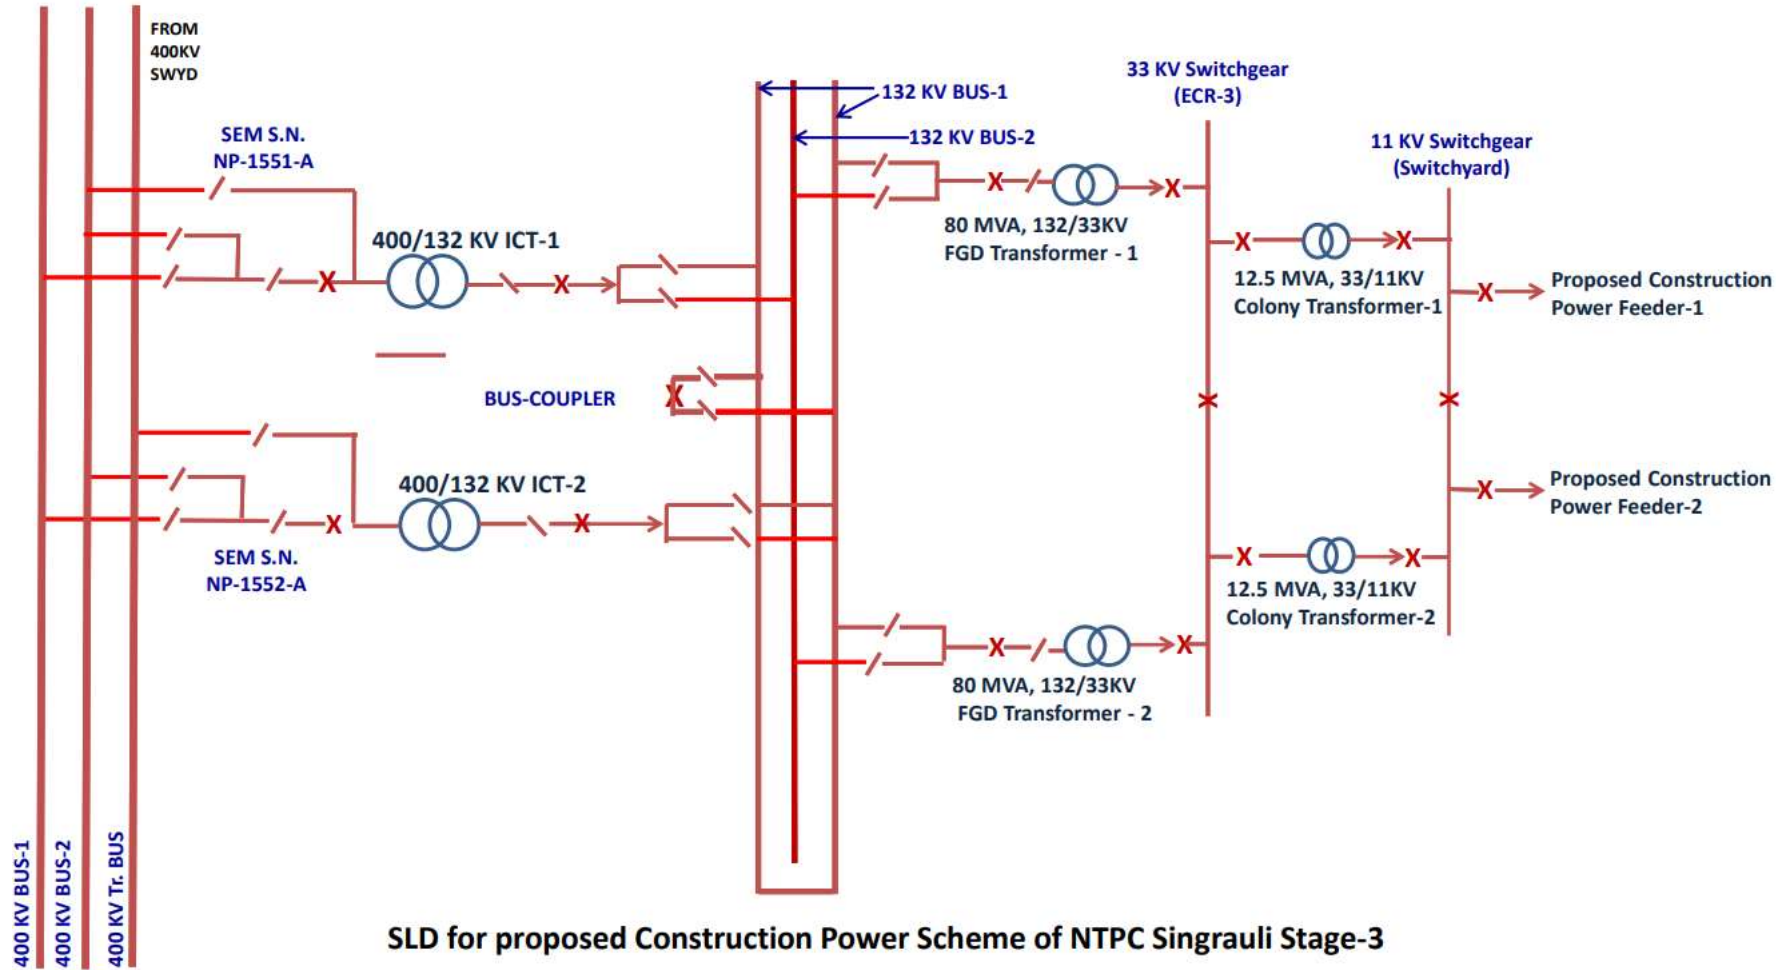 FROM
400KV
SWYD
SEM S.N.
NP-1551-A
400/132 KV ICT-1
132 KV BUS-1
132 KV BUS-2
33 KV Switchgear
(ECR-3)
11 KV Switchgear
(Switchyard)
80 MVA, 132/33KV
FGD Transformer - 1
12.5 MVA, 33/11KV
Colony Transformer-1
Proposed Construction
Power Feeder-1
BUS-COUPLER
400/132 KV ICT-2
SEM S.N.
NP-1552-A
Proposed Construction
Power Feeder-2
12.5 MVA, 33/11KV
Colony Transformer-2
80 MVA, 132/33KV
FGD Transformer - 2
400 KV BUS-1
400 KV BUS-2
400 KV Tr. BUS
SLD for proposed Construction Power Scheme of NTPC Singrauli Stage-3